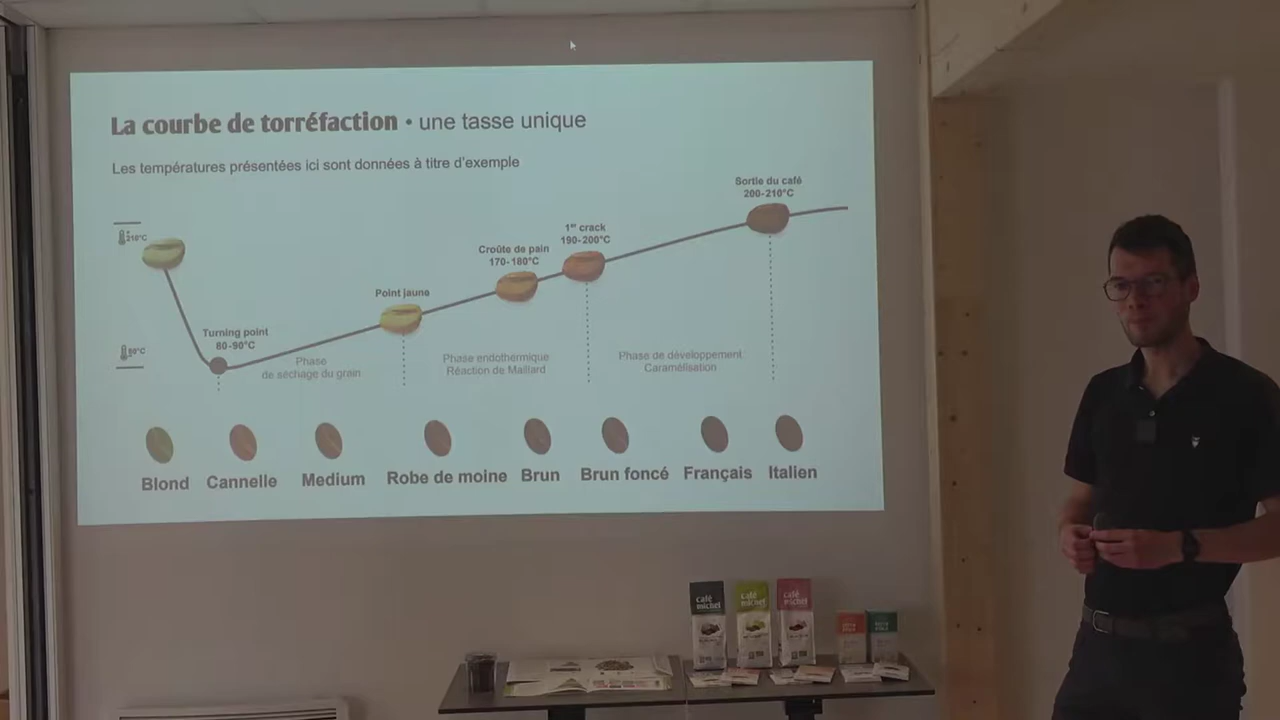 La courbe de torréfaction • une tasse unique
Les températures présentées ici sont données à titre d'exemple
Sortie du café
200-210°C
1er crack
190-200°C
Croûte de pain
170-180°C
210°C
Point jaune
Turning point
80-90°C
Phase
de séchage du grain
Phase endothermique
Réaction de Maillard
Phase de développement
Caramélisation
Blond
Cannelle
Medium
Robe de moine
Brun
Brun foncé
Français
Italien
café
michel
café
michel
café
michel